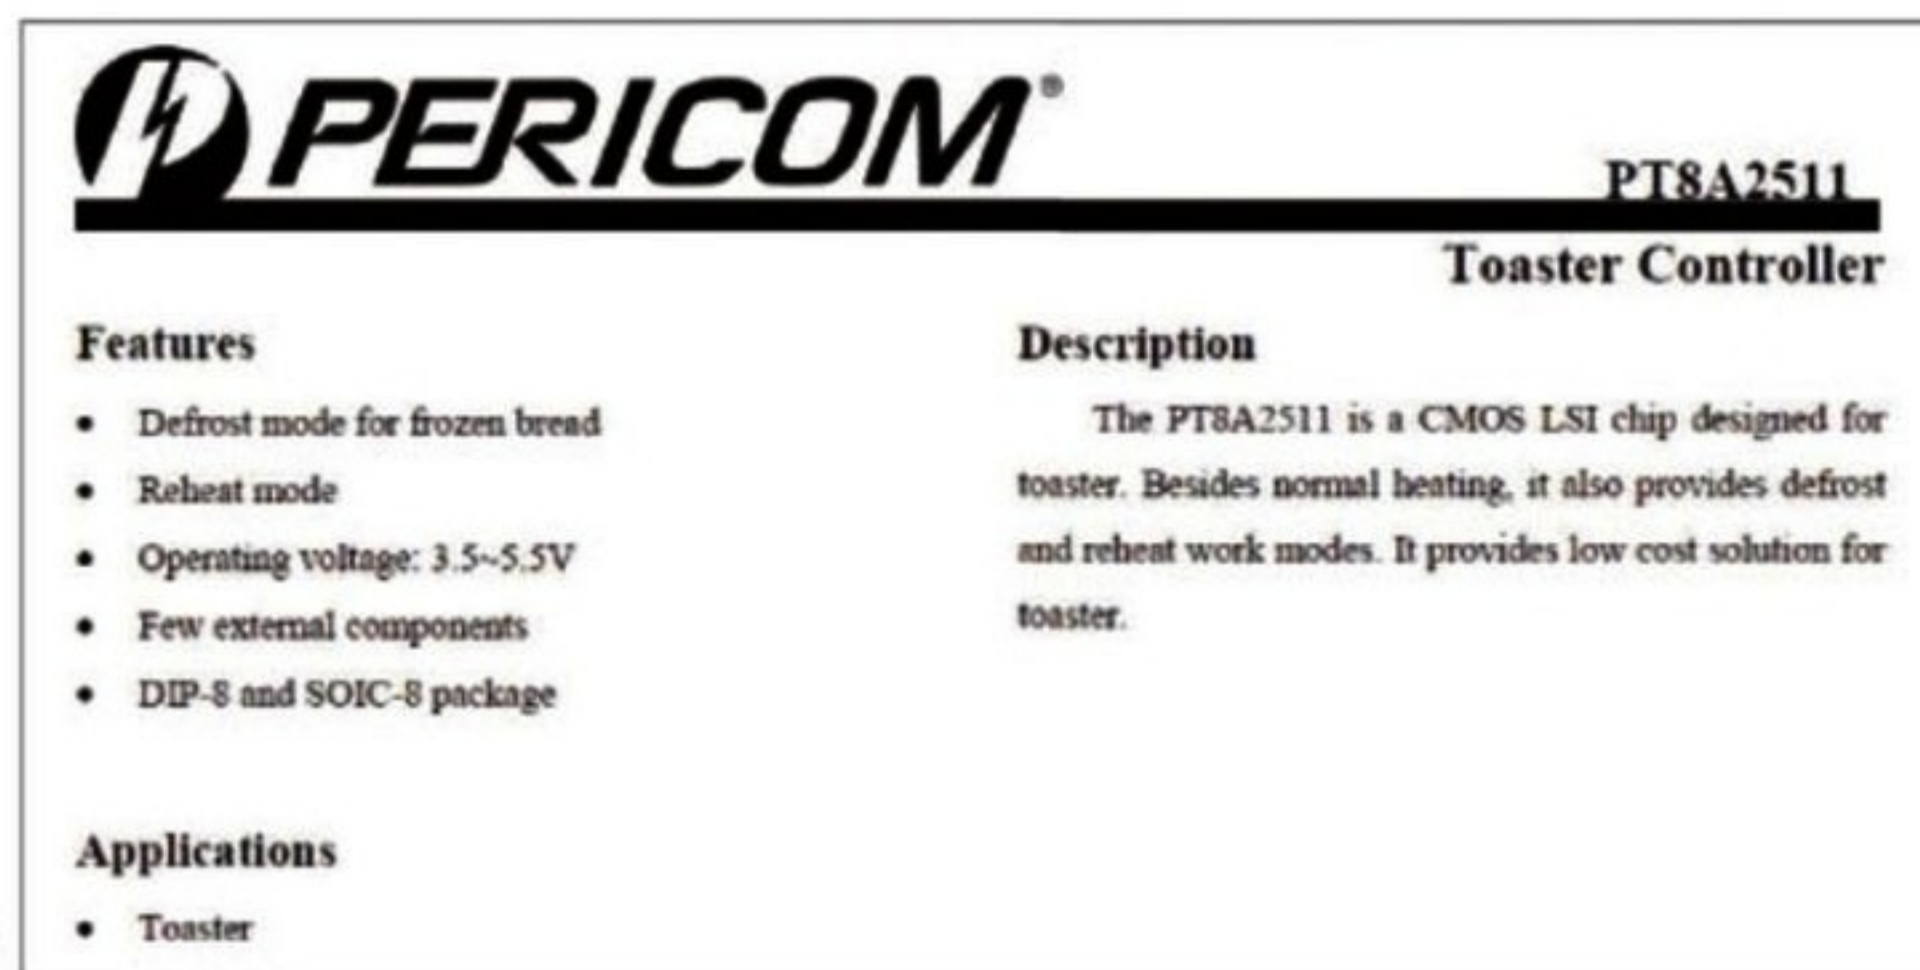 PERICOM®
PT8A2511
Toaster Controller
Features
• Defrost mode for frozen bread
• Reheat mode
• Operating voltage: 3.5~5.5V
• Few external components
• DIP-8 and SOIC-8 package
Applications
• Toaster
Description
The PT8A2511 is a CMOS LSI chip designed for
toaster. Besides normal heating, it also provides defrost
and reheat work modes. It provides low cost solution for
toaster.